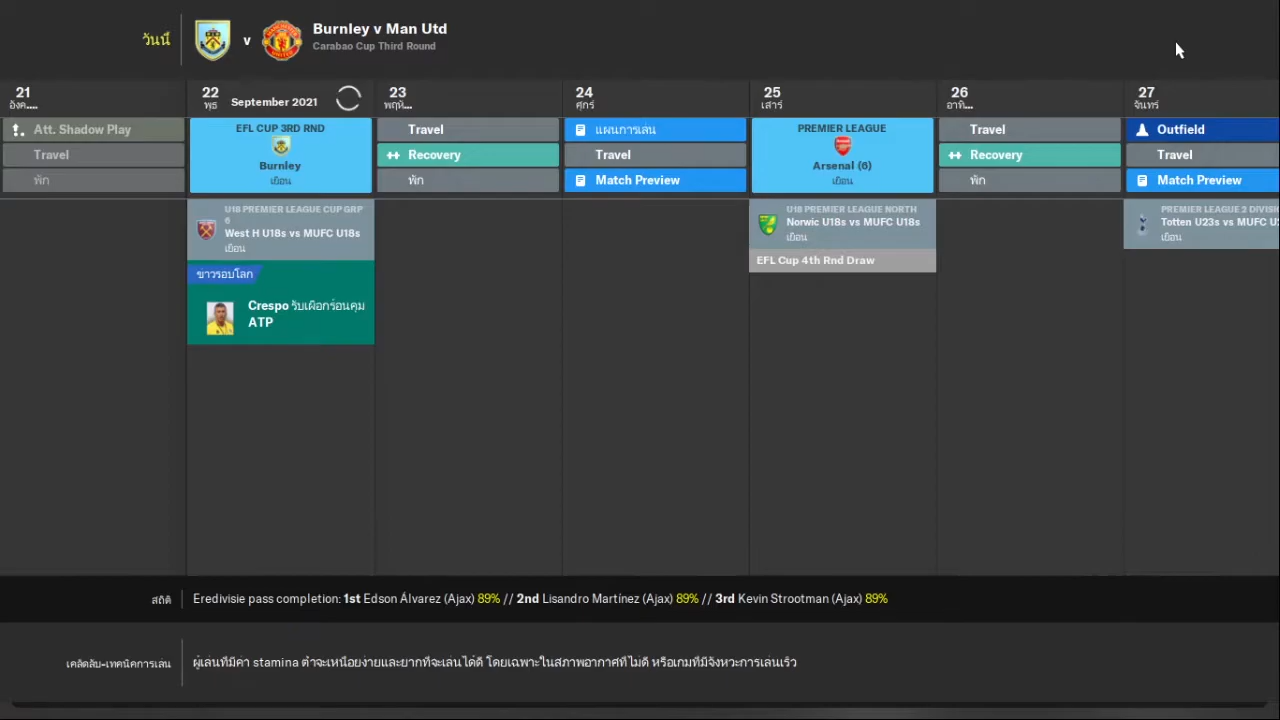 วันนี้
v
Burnley v Man Utd
Carabao Cup Third Round
21
อังค....
22
พุธ
September 2021
23
พฤหั...
24
ศุกร์
25
เสาร์
26
อาทิ...
27
จันทร์
Att. Shadow Play
Travel
พัก
EFL CUP 3RD RND
Burnley
เยือน
Travel
Recovery
พัก
แผนการเล่น
Travel
Match Preview
PREMIER LEAGUE
Arsenal (6)
เยือน
Travel
Recovery
พัก
Outfield
Travel
Match Preview
U18 PREMIER LEAGUE CUP GRP
6
West H U18s vs MUFC U18s
เยือน
ข่าวรอบโลก
Crespo รับเผือกร้อนคุม
ATP
U18 PREMIER LEAGUE NORTH
Norwic U18s vs MUFC U18s
เยือน
EFL Cup 4th Rnd Draw
PREMIER LEAGUE 2 DIVISI
Totten U23s vs MUFC U2
เยือน
สถิติ
Eredivisie pass completion: 1st Edson Álvarez (Ajax) 89% // 2nd Lisandro Martínez (Ajax) 89% // 3rd Kevin Strootman (Ajax) 89%
เคล็ดลับ-เทคนิคการเล่น
ผู้เล่นที่มีค่า stamina ต่ำจะเหนื่อยง่ายและยากที่จะเล่นได้ดี โดยเฉพาะในสภาพอากาศที่ไม่ดี หรือเกมที่มีจังหวะการเล่นเร็ว